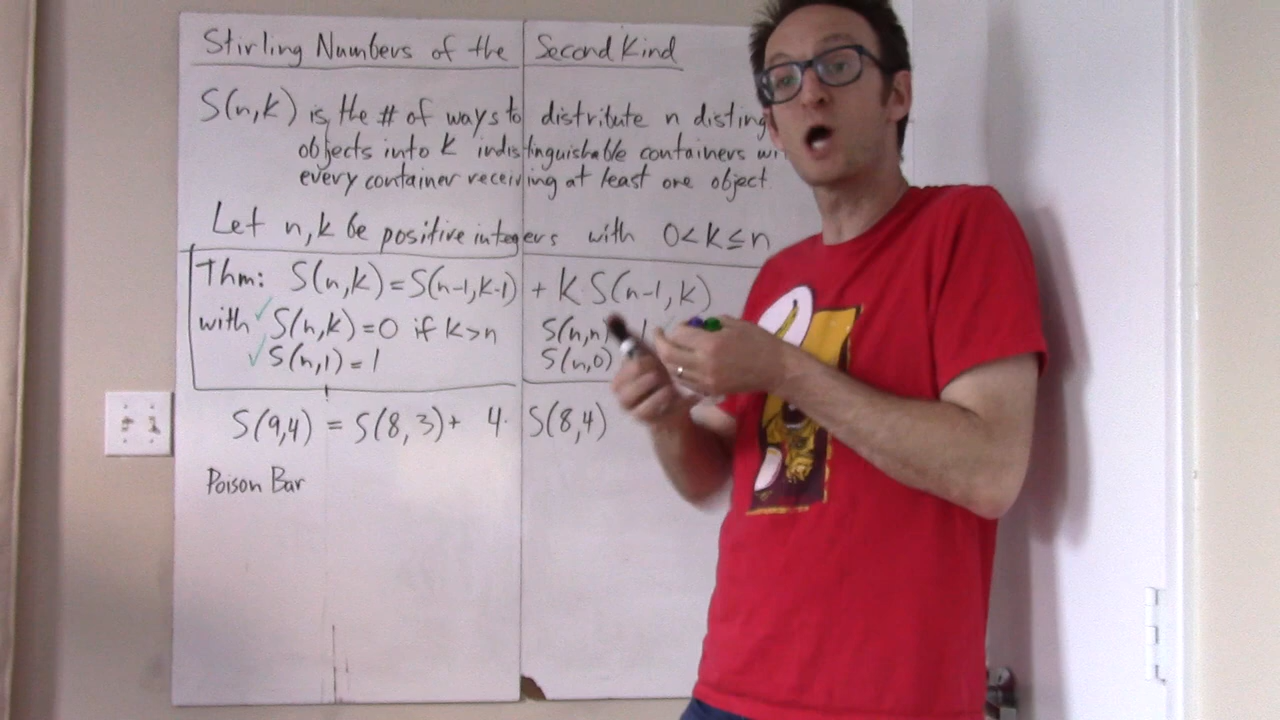 Stirling Numbers of the Second Kind
S(n,k) is the # of ways to distribute n disting
objects into k indistinguishable containers wi
every container receiving at least one object
Let n,k be positive integers with 0<k≤n
Thm: S(n,k)=S(n-1,k-1) + k S(n-1,k)
with ✓ S(n,k)=0 if k>n S(n,n) 1
✓ S(n,1)=1 S(n,0)
S(9,4) = S(8,3)+ 4· S(8,4)
Poison Bar